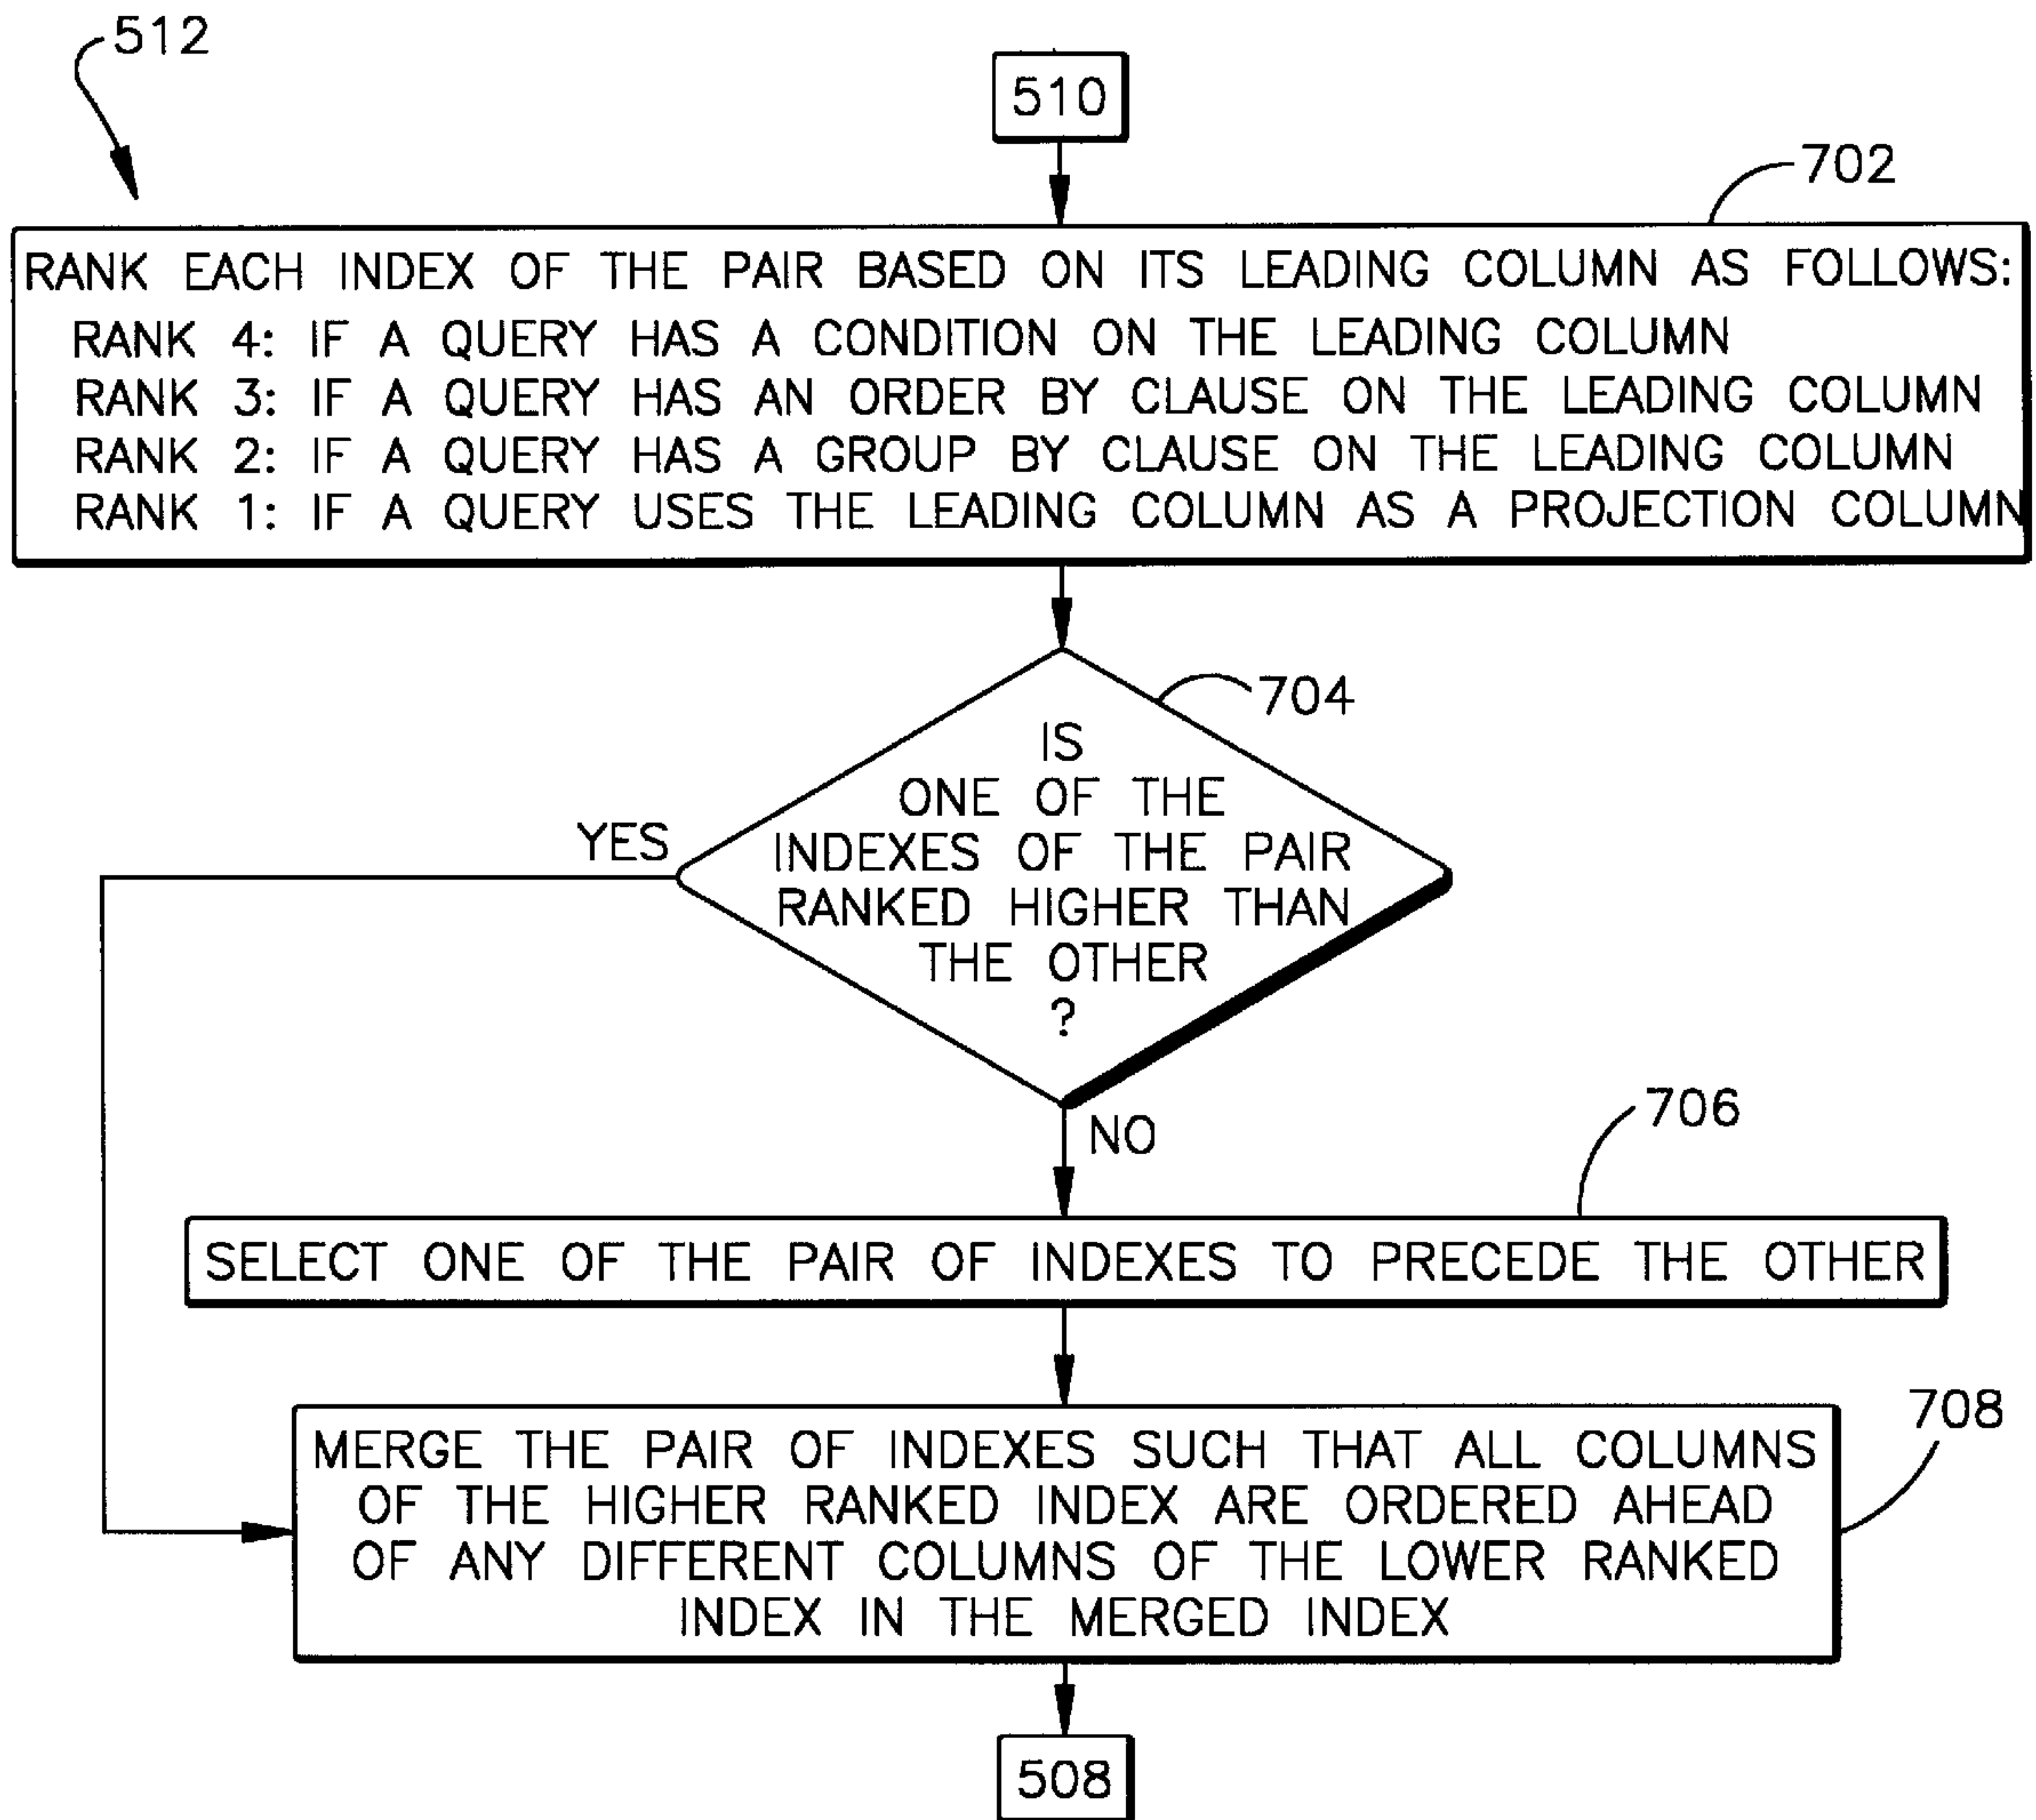 512
510
702
RANK EACH INDEX OF THE PAIR BASED ON ITS LEADING COLUMN AS FOLLOWS:
RANK 4: IF A QUERY HAS A CONDITION ON THE LEADING COLUMN
RANK 3: IF A QUERY HAS AN ORDER BY CLAUSE ON THE LEADING COLUMN
RANK 2: IF A QUERY HAS A GROUP BY CLAUSE ON THE LEADING COLUMN
RANK 1: IF A QUERY USES THE LEADING COLUMN AS A PROJECTION COLUMN
704
IS
ONE OF THE
INDEXES OF THE PAIR
RANKED HIGHER THAN
THE OTHER
?
YES
NO
706
SELECT ONE OF THE PAIR OF INDEXES TO PRECEDE THE OTHER
708
MERGE THE PAIR OF INDEXES SUCH THAT ALL COLUMNS
OF THE HIGHER RANKED INDEX ARE ORDERED AHEAD
OF ANY DIFFERENT COLUMNS OF THE LOWER RANKED
INDEX IN THE MERGED INDEX
508